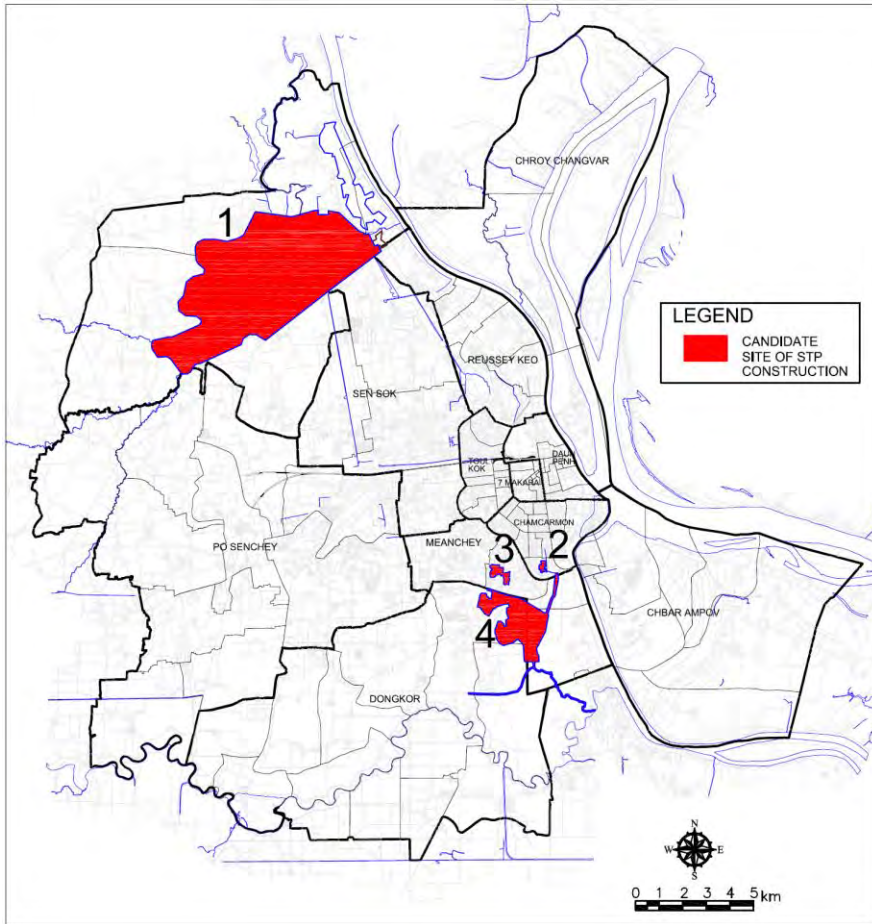 CHROY CHANGVAR
1
LEGEND
CANDIDATE
SITE OF STP
CONSTRUCTION
REUSSEY KEO
SEN SOK
DAUN
PENH
TOUL
KOK
7 MAKARA
CHAMCARMON
PO SENCHEY
MEANCHEY
3
2
CHBAR AMPOV
4
DONGKOR
N
W
E
S
0 1 2 3 4 5 km